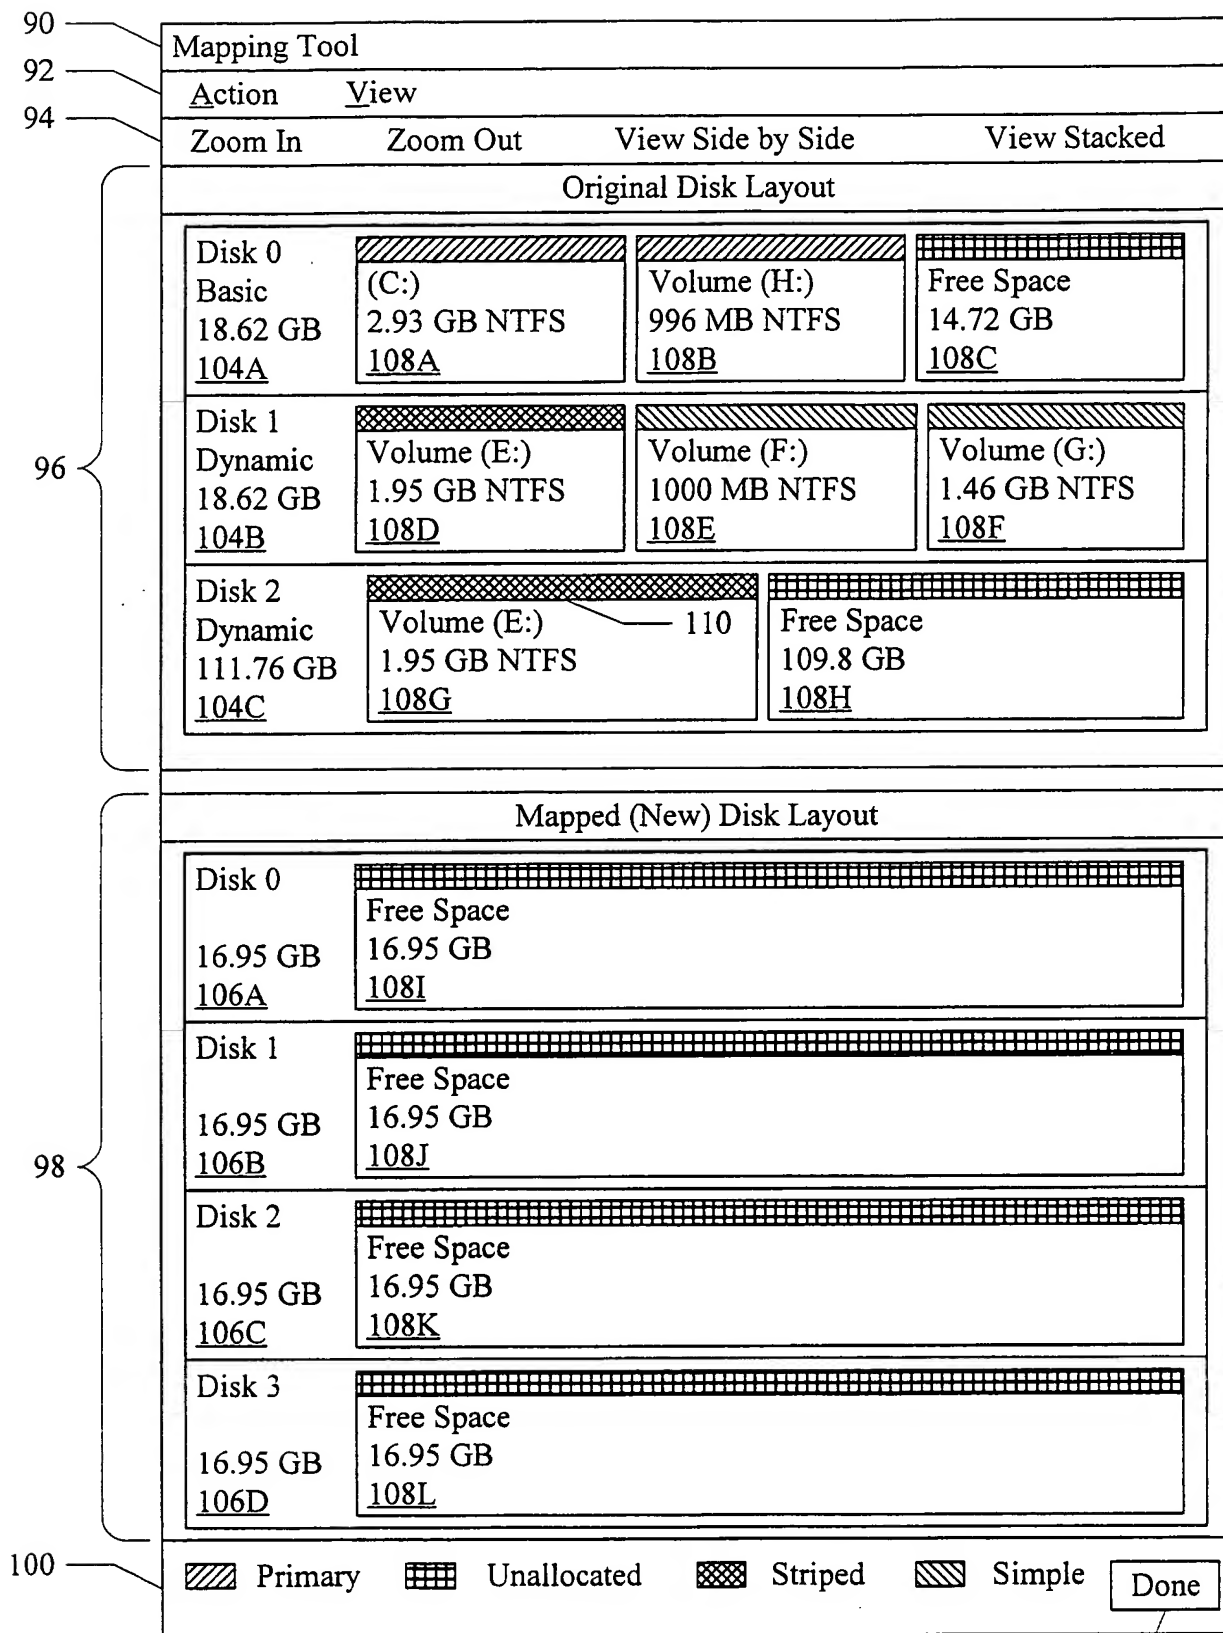 90
Mapping Tool
92
Action View
94
Zoom In Zoom Out View Side by Side View Stacked
Original Disk Layout
96
Disk 0
Basic
18.62 GB
104A
(C:)
2.93 GB NTFS
108A
Volume (H:)
996 MB NTFS
108B
Free Space
14.72 GB
108C
Disk 1
Dynamic
18.62 GB
104B
Volume (E:)
1.95 GB NTFS
108D
Volume (F:)
1000 MB NTFS
108E
Volume (G:)
1.46 GB NTFS
108F
Disk 2
Dynamic
111.76 GB
104C
Volume (E:)
1.95 GB NTFS
108G
110
Free Space
109.8 GB
108H
Mapped (New) Disk Layout
98
Disk 0
16.95 GB
106A
Free Space
16.95 GB
108I
Disk 1
16.95 GB
106B
Free Space
16.95 GB
108J
Disk 2
16.95 GB
106C
Free Space
16.95 GB
108K
Disk 3
16.95 GB
106D
Free Space
16.95 GB
108L
100
Primary Unallocated Striped Simple Done